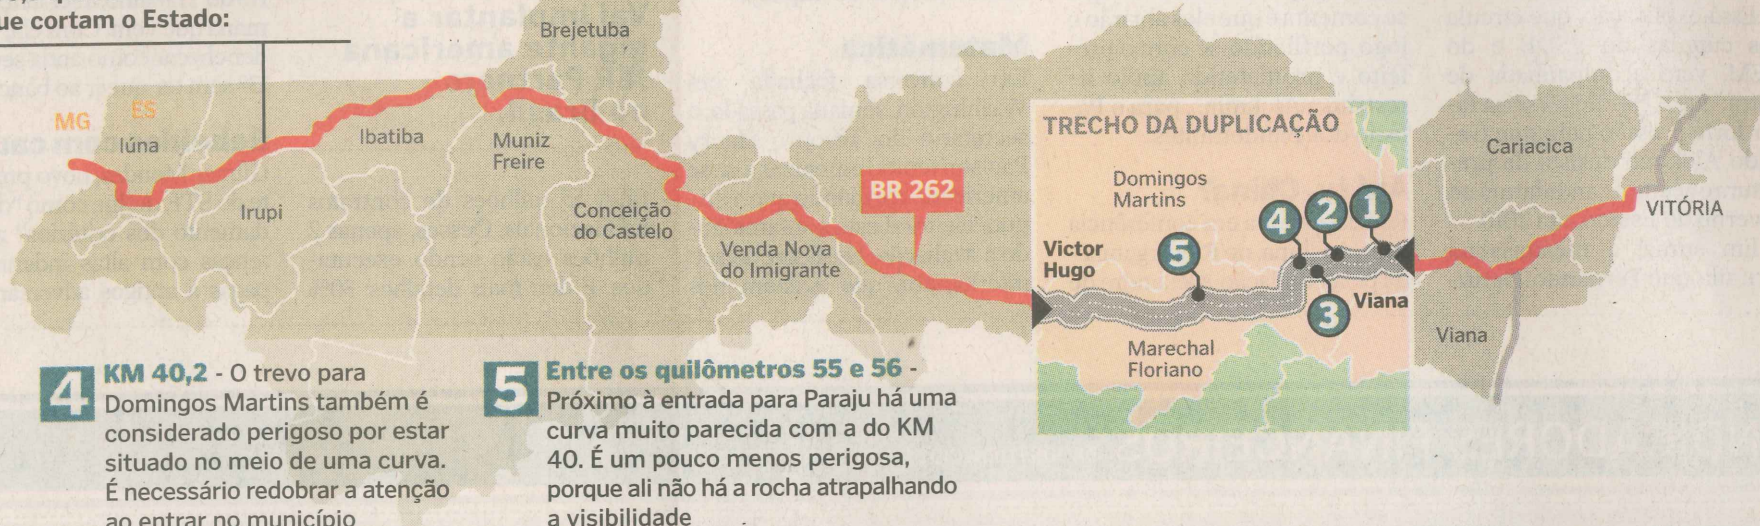 que cortam o Estado:
Brejetuba
MG
ES
Iúna
Ibatiba
Muniz
Freire
Irupi
Conceição
do Castelo
Venda Nova
do Imigrante
BR 262
TRECHO DA DUPLICAÇÃO
Domingos
Martins
Victor
Hugo
5
4
2
1
3
Viana
Marechal
Floriano
Cariacica
VITÓRIA
Viana
4 KM 40,2 - O trevo para
Domingos Martins também é
considerado perigoso por estar
situado no meio de uma curva.
É necessário redobrar a atenção
ao entrar no município
5 Entre os quilômetros 55 e 56 -
Próximo à entrada para Paraju há uma
curva muito parecida com a do KM
40. É um pouco menos perigosa,
porque ali não há a rocha atrapalhando
a visibilidade